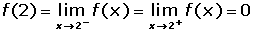 f(2) = lim_{x→2⁻} f(x) = lim_{x→2⁺} f(x) = 0